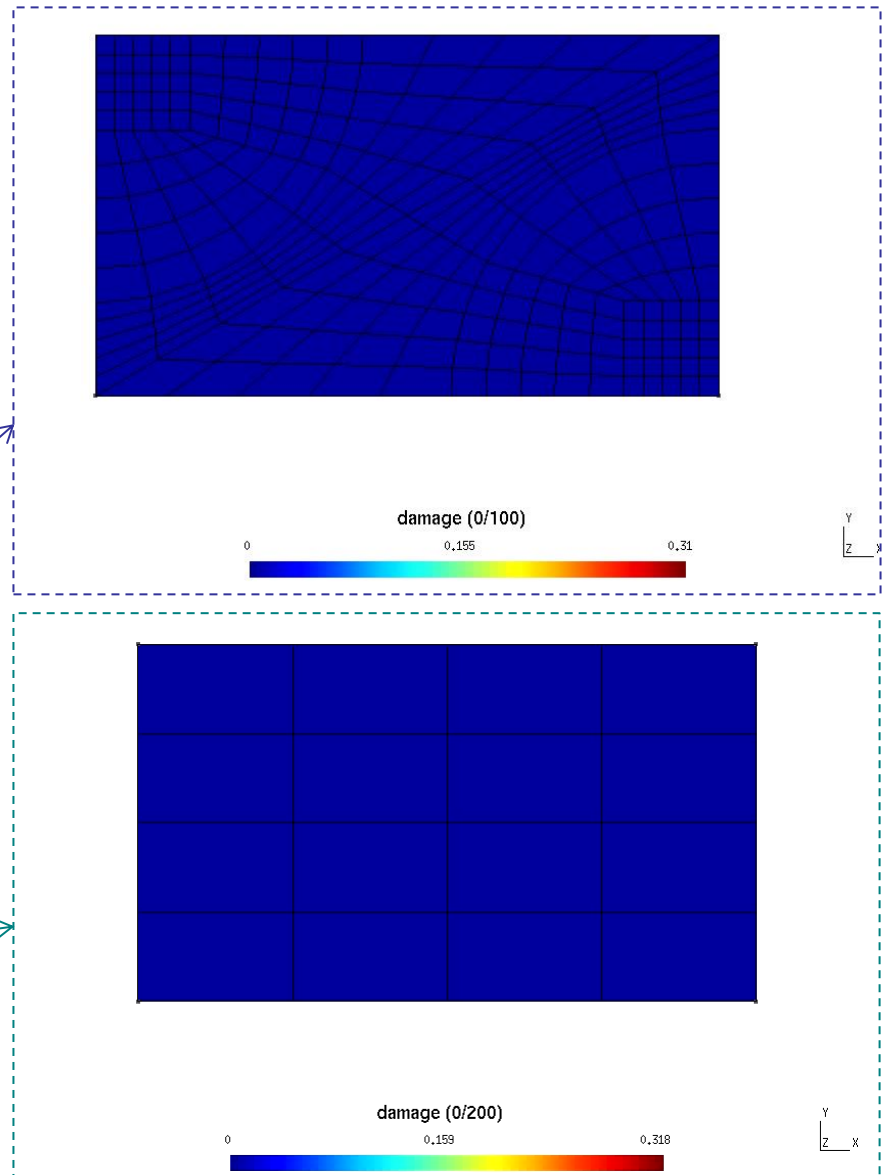 damage (0/100)
0 0.155 0.31
Y
Z X
damage (0/200)
0 0.159 0.318
Y
Z X